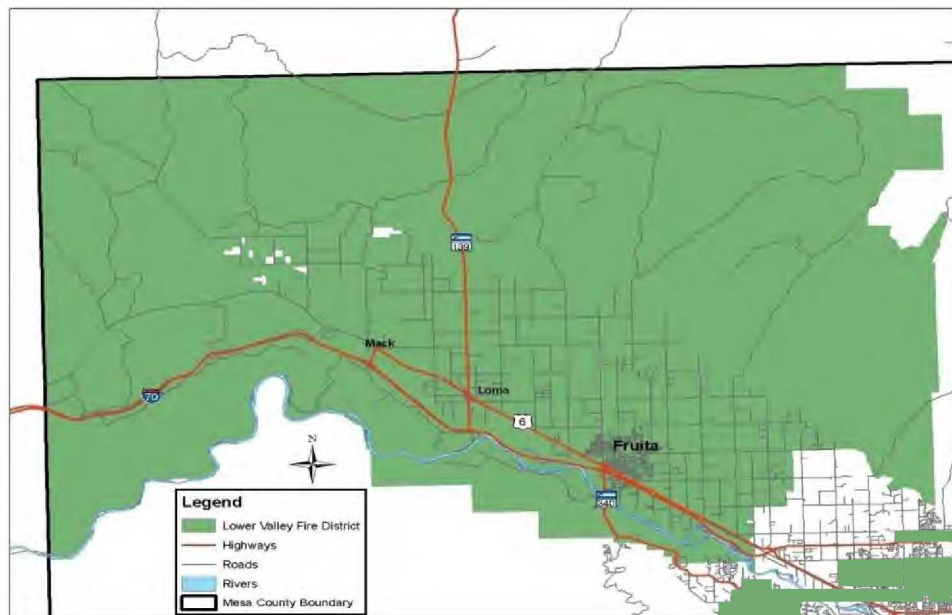 139
Mack
70
Loma
6
Fruita
N
340
Legend
Lower Valley Fire District
Highways
Roads
Rivers
Mesa County Boundary